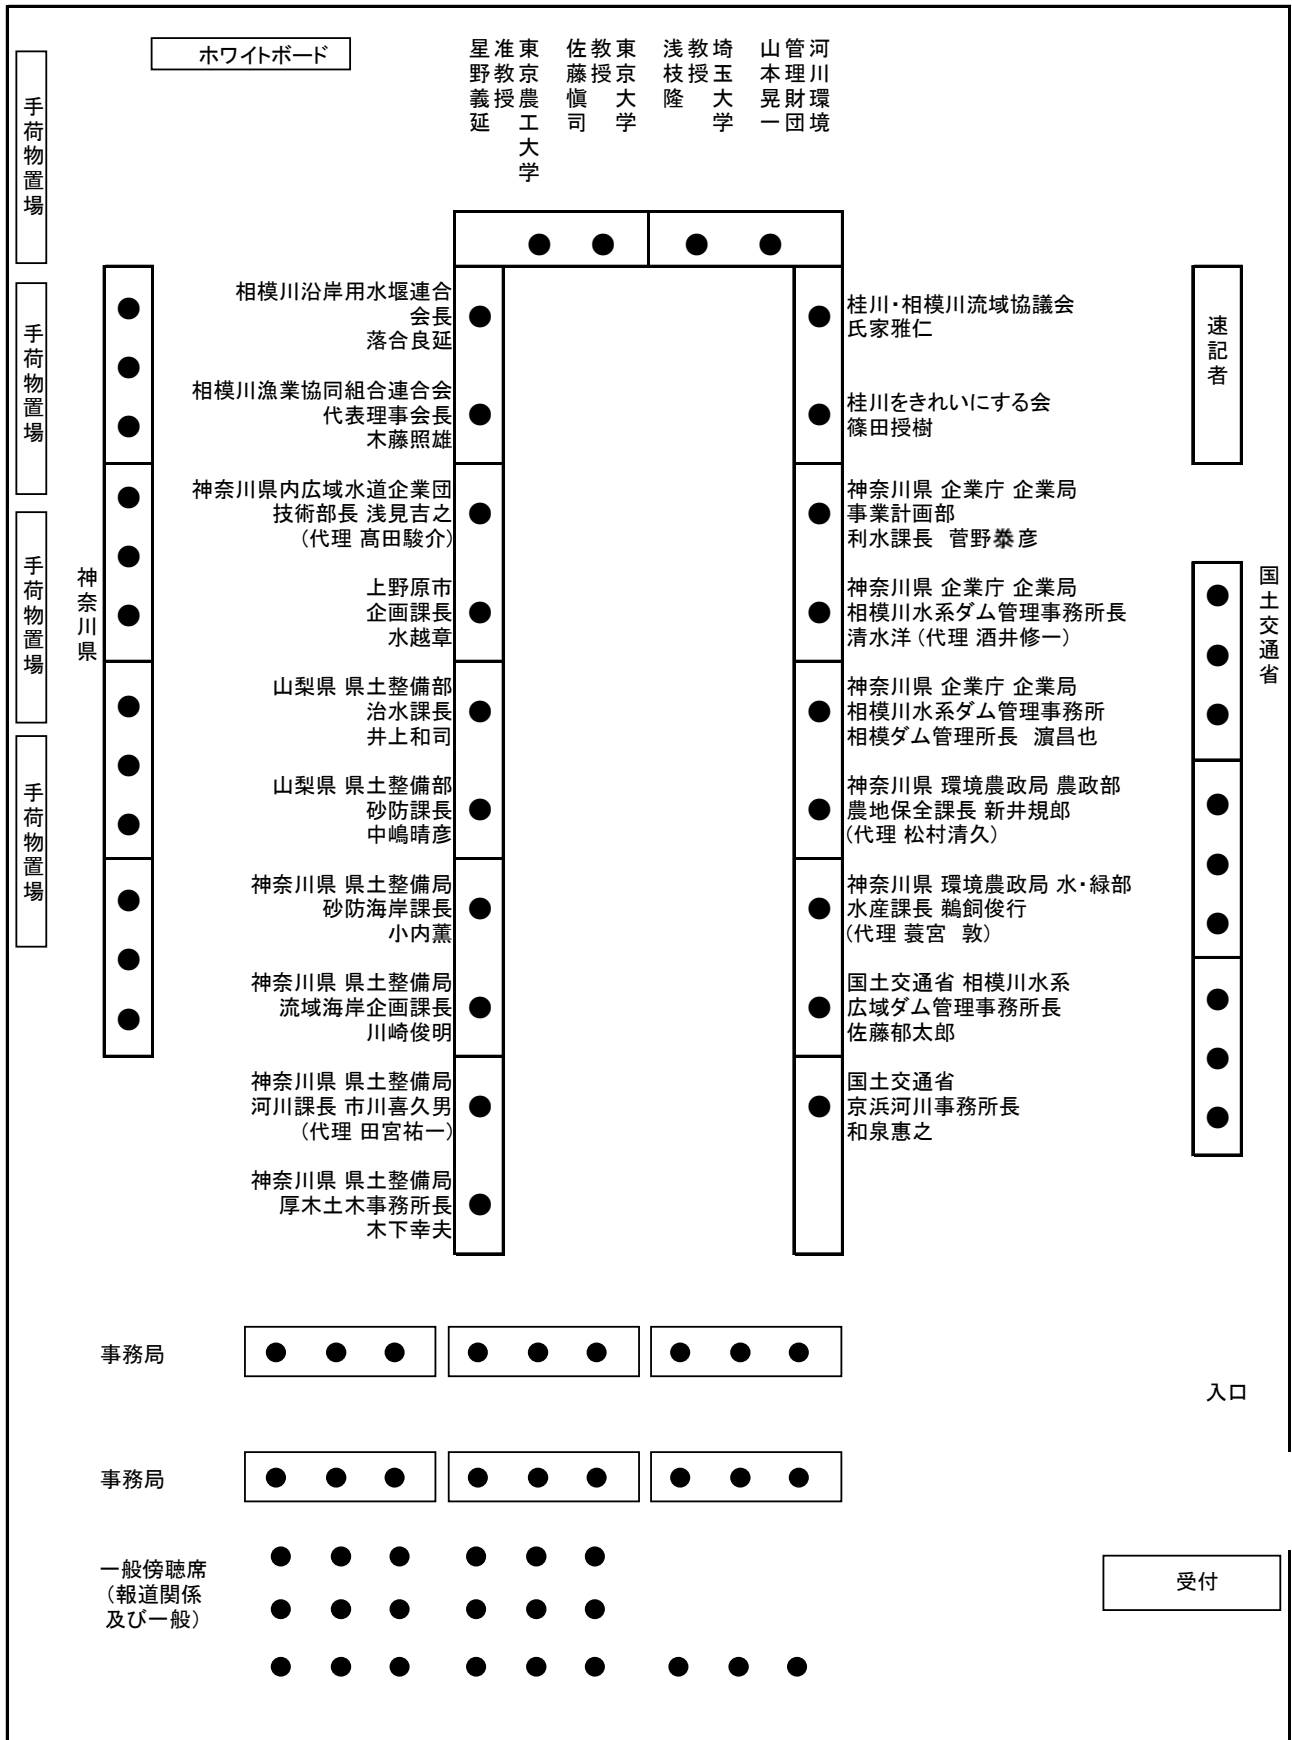 ホワイトボード
河川環境
管理財団
山本晃一
埼玉大学
教授
浅枝隆
東京大学
教授
佐藤愼司
東京農工大学
准教授
星野義延
手荷物置場
手荷物置場
手荷物置場
手荷物置場
神奈川県
相模川沿岸用水堰連合
会長
落合良延
相模川漁業協同組合連合会
代表理事会長
木藤照雄
神奈川県内広域水道企業団
技術部長 浅見吉之
(代理 髙田駿介)
上野原市
企画課長
水越章
山梨県 県土整備部
治水課長
井上和司
山梨県 県土整備部
砂防課長
中嶋晴彦
神奈川県 県土整備局
砂防海岸課長
小内薫
神奈川県 県土整備局
流域海岸企画課長
川崎俊明
神奈川県 県土整備局
河川課長 市川喜久男
(代理 田宮祐一)
神奈川県 県土整備局
厚木土木事務所長
木下幸夫
桂川・相模川流域協議会
氏家雅仁
桂川をきれいにする会
篠田授樹
神奈川県 企業庁 企業局
事業計画部
利水課長 菅野彦
神奈川県 企業庁 企業局
相模川水系ダム管理事務所長
清水洋 (代理 酒井修一)
神奈川県 企業庁 企業局
相模川水系ダム管理事務所
相模ダム管理所長 濵昌也
神奈川県 環境農政局 農政部
農地保全課長 新井規郎
(代理 松村清久)
神奈川県 環境農政局 水・緑部
水産課長 鵜飼俊行
(代理 蓑宮 敦)
国土交通省 相模川水系
広域ダム管理事務所長
佐藤郁太郎
国土交通省
京浜河川事務所長
和泉惠之
速記者
国土交通省
事務局
入口
事務局
一般傍聴席
(報道関係
及び一般)
受付